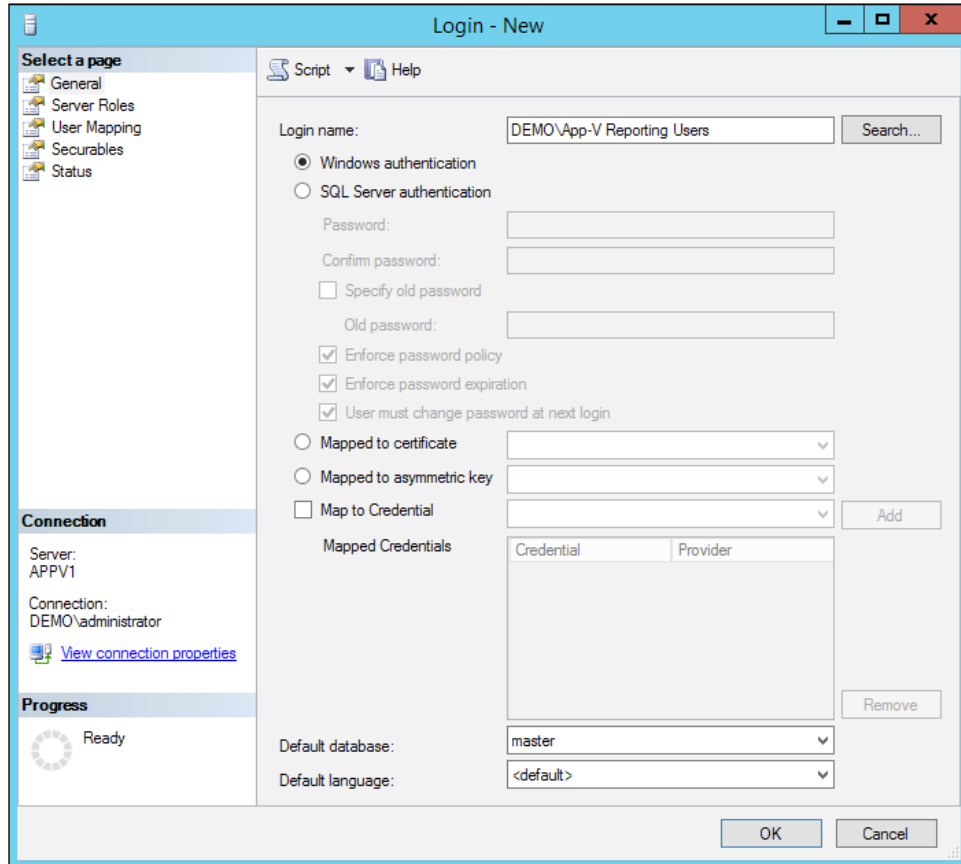 Login - New
x
Select a page
General
Server Roles
User Mapping
Securables
Status
Script Help
Login name: DEMO\App-V Reporting Users Search...
Windows authentication
SQL Server authentication
Password:
Confirm password:
Specify old password
Old password:
Enforce password policy
Enforce password expiration
User must change password at next login
Mapped to certificate
Mapped to asymmetric key
Map to Credential Add
Mapped Credentials Credential Provider
Remove
Default database: master
Default language: <default>
Connection
Server:
APPV1
Connection:
DEMO\administrator
View connection properties
Progress
Ready
OK Cancel